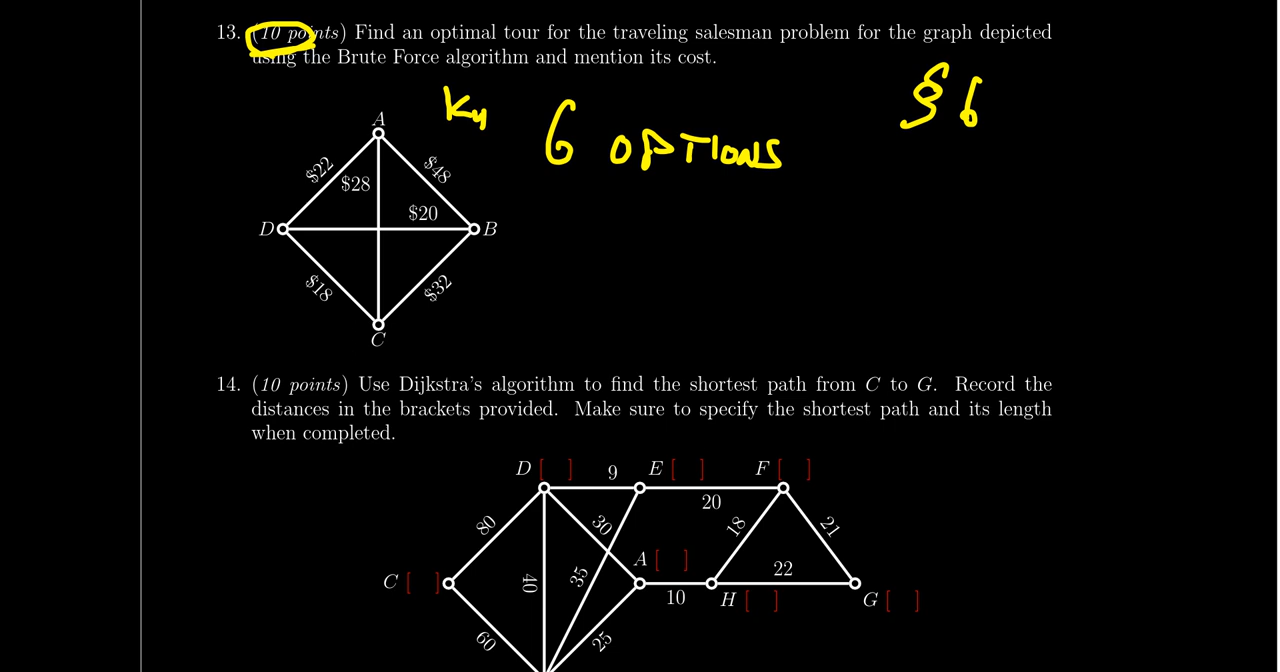 13. (10 points) Find an optimal tour for the traveling salesman problem for the graph depicted
using the Brute Force algorithm and mention its cost.
K4
6 OPTIONS
§ 6
A
$22
$48
$28
$20
D
B
$18
$32
C
14. (10 points) Use Dijkstra's algorithm to find the shortest path from C to G. Record the
distances in the brackets provided. Make sure to specify the shortest path and its length
when completed.
D [ ] 9 E [ ] F [ ]
20
80
30
18
21
A [ ]
22
C [ ]
40
35
10
H [ ]
G [ ]
60
25